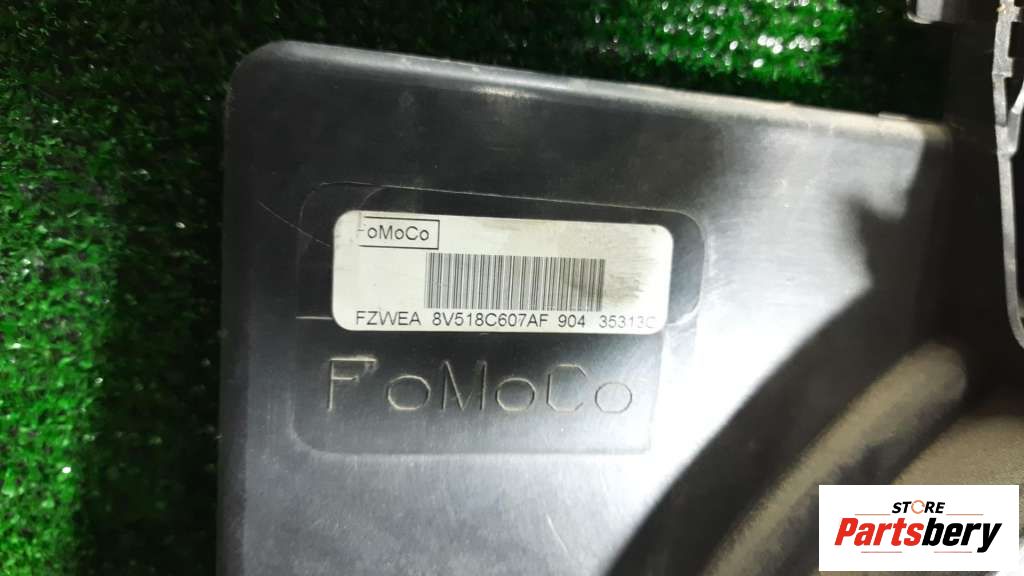 FoMoCo
FZWEA 8V518C607AF 904 35313C
FoMoCo
STORE
Partsbery